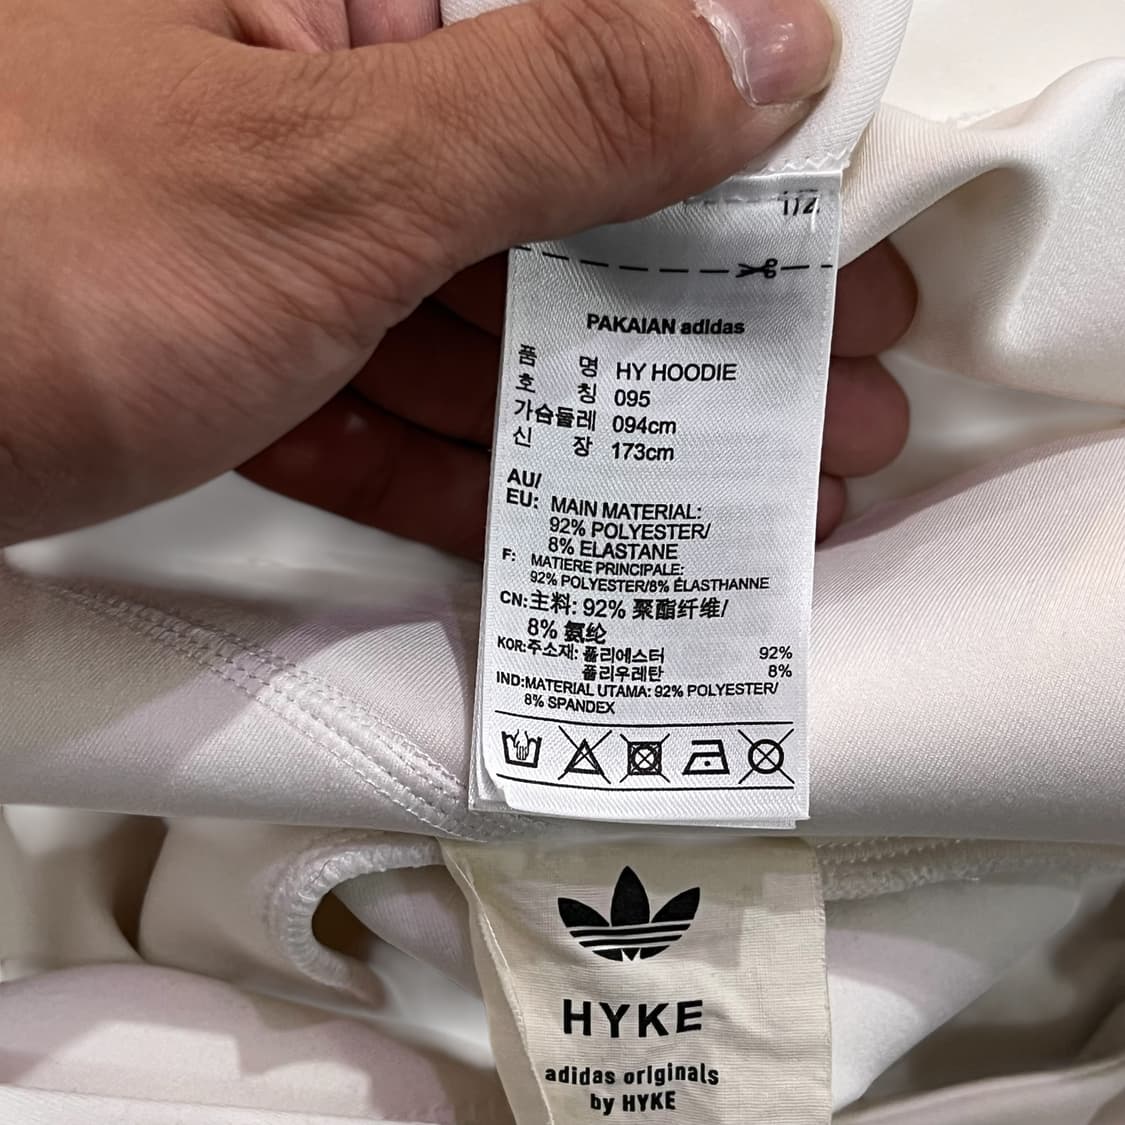 PAKAIAN adidas
품 명 HY HOODIE
호 칭 095
가슴둘레 094cm
신 장 173cm
AU/
EU: MAIN MATERIAL:
92% POLYESTER/
8% ELASTANE
F: MATIERE PRINCIPALE:
92% POLYESTER/8% ÉLASTHANNE
CN:主料: 92% 聚酯纤维/
8% 氨纶
KOR:주소재: 폴리에스터 92%
폴리우레탄 8%
IND:MATERIAL UTAMA: 92% POLYESTER/
8% SPANDEX
HYKE
adidas originals
by HYKE